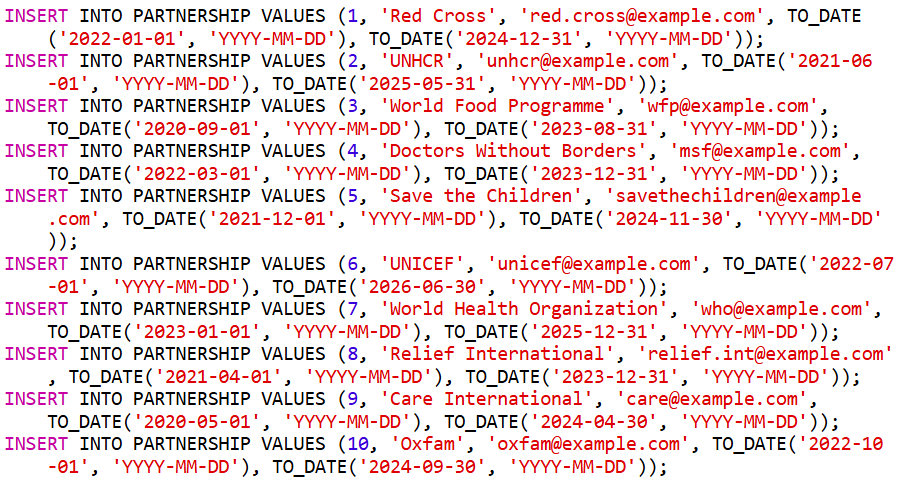 INSERT INTO PARTNERSHIP VALUES (1, 'Red Cross', 'red.cross@example.com', TO_DATE
('2022-01-01', 'YYYY-MM-DD'), TO_DATE('2024-12-31', 'YYYY-MM-DD'));
INSERT INTO PARTNERSHIP VALUES (2, 'UNHCR', 'unhcr@example.com', TO_DATE('2021-06
-01', 'YYYY-MM-DD'), TO_DATE('2025-05-31', 'YYYY-MM-DD'));
INSERT INTO PARTNERSHIP VALUES (3, 'World Food Programme', 'wfp@example.com',
TO_DATE('2020-09-01', 'YYYY-MM-DD'), TO_DATE('2023-08-31', 'YYYY-MM-DD'));
INSERT INTO PARTNERSHIP VALUES (4, 'Doctors Without Borders', 'msf@example.com',
TO_DATE('2022-03-01', 'YYYY-MM-DD'), TO_DATE('2023-12-31', 'YYYY-MM-DD'));
INSERT INTO PARTNERSHIP VALUES (5, 'Save the Children', 'savethechildren@example
.com', TO_DATE('2021-12-01', 'YYYY-MM-DD'), TO_DATE('2024-11-30', 'YYYY-MM-DD'
));
INSERT INTO PARTNERSHIP VALUES (6, 'UNICEF', 'unicef@example.com', TO_DATE('2022-07
-01', 'YYYY-MM-DD'), TO_DATE('2026-06-30', 'YYYY-MM-DD'));
INSERT INTO PARTNERSHIP VALUES (7, 'World Health Organization', 'who@example.com',
TO_DATE('2023-01-01', 'YYYY-MM-DD'), TO_DATE('2025-12-31', 'YYYY-MM-DD'));
INSERT INTO PARTNERSHIP VALUES (8, 'Relief International', 'relief.int@example.com'
, TO_DATE('2021-04-01', 'YYYY-MM-DD'), TO_DATE('2023-12-31', 'YYYY-MM-DD'));
INSERT INTO PARTNERSHIP VALUES (9, 'Care International', 'care@example.com',
TO_DATE('2020-05-01', 'YYYY-MM-DD'), TO_DATE('2024-04-30', 'YYYY-MM-DD'));
INSERT INTO PARTNERSHIP VALUES (10, 'Oxfam', 'oxfam@example.com', TO_DATE('2022-10
-01', 'YYYY-MM-DD'), TO_DATE('2024-09-30', 'YYYY-MM-DD'));